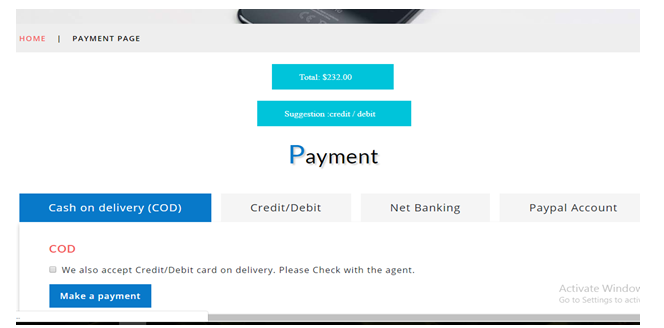 HOME | PAYMENT PAGE
Total: $232.00
Suggestion :credit / debit
Payment
Cash on delivery (COD) Credit/Debit Net Banking Paypal Account
COD
We also accept Credit/Debit card on delivery. Please Check with the agent.
Make a payment
Activate Window
Go to Settings to acti